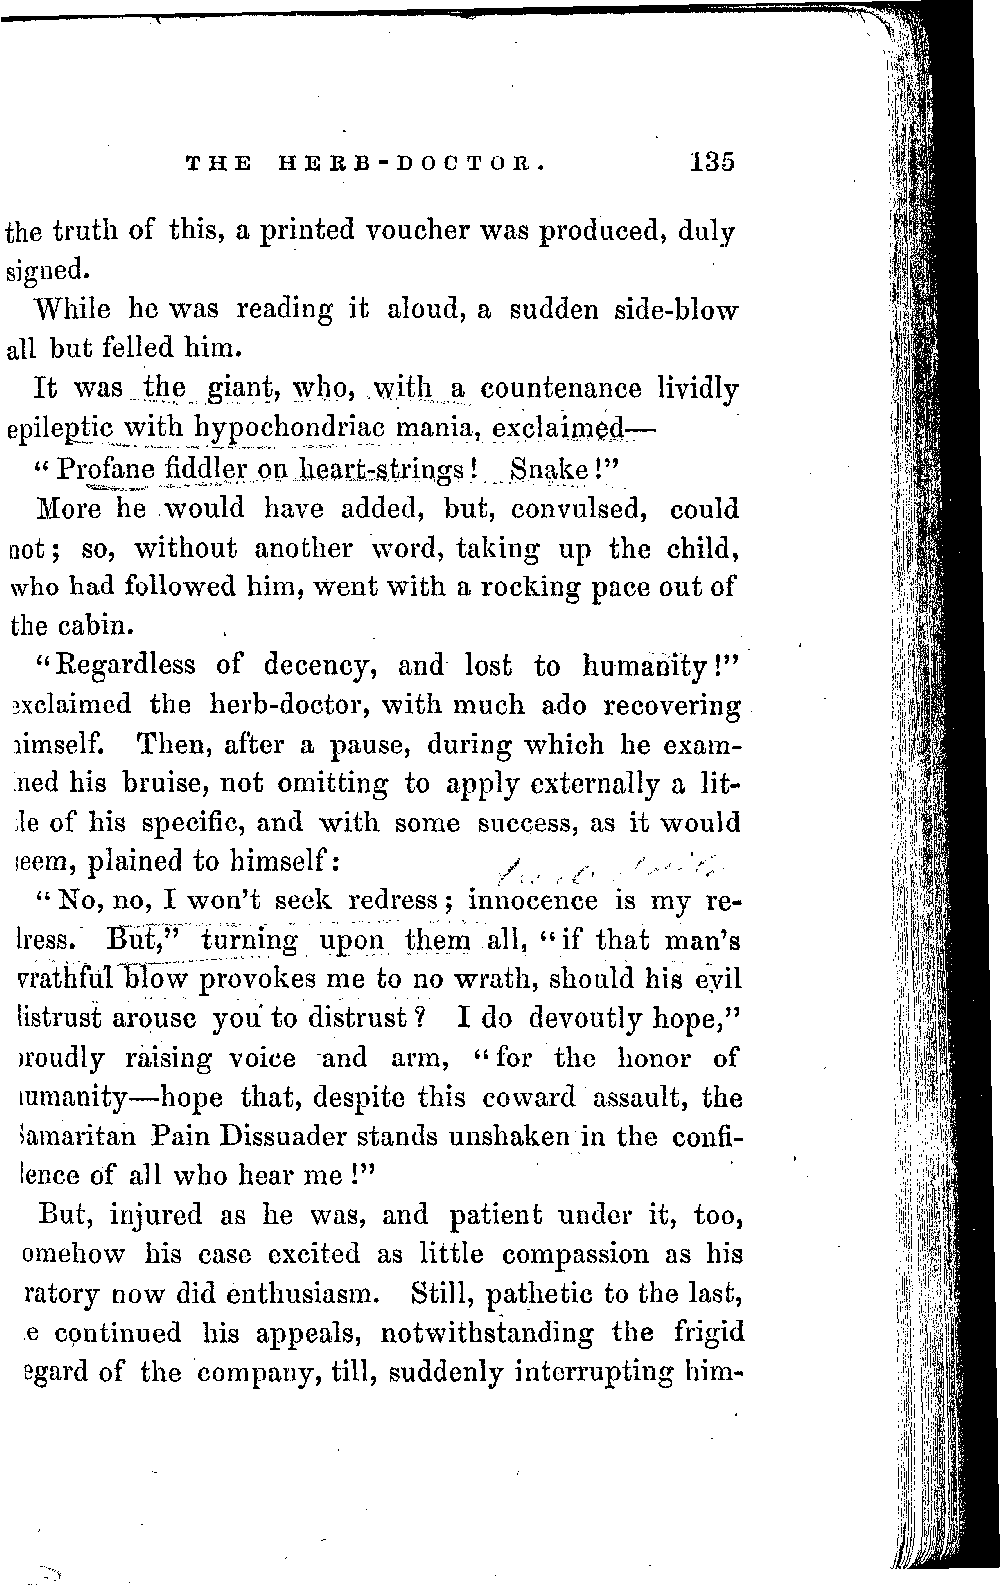 THE HERB-DOCTOR. 135
the truth of this, a printed voucher was produced, duly
signed.
While he was reading it aloud, a sudden side-blow
all but felled him.
It was the giant, who, with a countenance lividly
epileptic with hypochondriac mania, exclaimed—
“Profane fiddler on heart-strings! Snake!”
More he would have added, but, convulsed, could
not; so, without another word, taking up the child,
who had followed him, went with a rocking pace out of
the cabin.
“Regardless of decency, and lost to humanity!”
exclaimed the herb-doctor, with much ado recovering
himself. Then, after a pause, during which he exam-
ned his bruise, not omitting to apply externally a lit-
le of his specific, and with some success, as it would
seem, plained to himself:
“No, no, I won't seek redress; innocence is my re-
dress. But,” turning upon them all, “if that man's
wrathful blow provokes me to no wrath, should his evil
distrust arouse you to distrust? I do devoutly hope,”
proudly raising voice and arm, “for the honor of
humanity—hope that, despite this coward assault, the
Samaritan Pain Dissuader stands unshaken in the confi-
dence of all who hear me!”
But, injured as he was, and patient under it, too,
omehow his case excited as little compassion as his
ratory now did enthusiasm. Still, pathetic to the last,
e continued his appeals, notwithstanding the frigid
egard of the company, till, suddenly interrupting him-